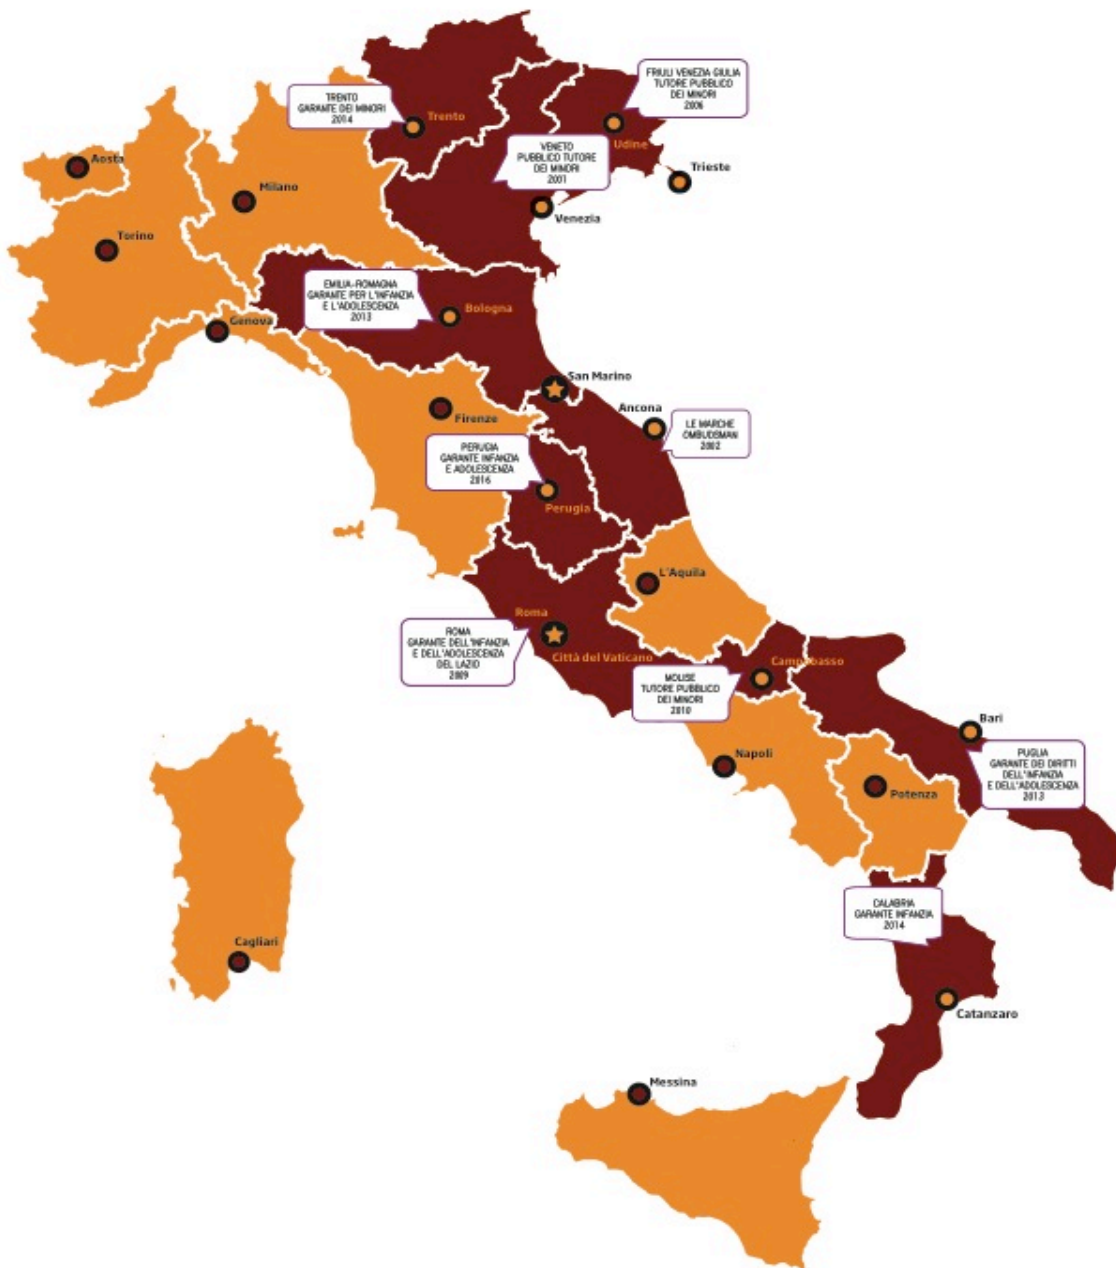 FRIULI VENEZIA GIULIA
TUTORE PUBBLICO
DEI MINORI
2006
TRENTO
GARANTE DEI MINORI
2014
Trento
Udine
VENETO
PUBBLICO TUTORE
DEI MINORI
2001
Trieste
Aosta
Milano
Venezia
Torino
EMILIA-ROMAGNA
GARANTE PER L'INFANZIA
E L'ADOLESCENZA
2013
Bologna
Genova
San Marino
Ancona
Firenze
LE MARCHE
OMBUDSMAN
2002
PERUGIA
GARANTE INFANZIA
E ADOLESCENZA
2016
Perugia
L'Aquila
Roma
ROMA
GARANTE DELL'INFANZIA
E DELL'ADOLESCENZA
DEL LAZIO
2009
Città del Vaticano
Campobasso
MOLISE
TUTORE PUBBLICO
DEI MINORI
2010
Bari
Napoli
PUGLIA
GARANTE DEI DIRITTI
DELL'INFANZIA
E DELL'ADOLESCENZA
2013
Potenza
CALABRIA
GARANTE INFANZIA
2014
Cagliari
Catanzaro
Messina